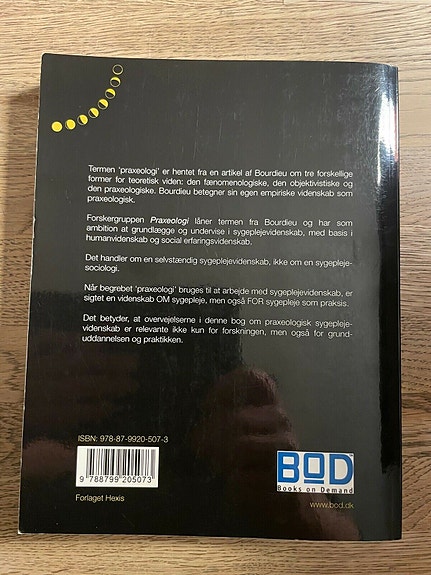 Termen 'praxeologi' er hentet fra en artikel af Bourdieu om tre forskellige
former for teoretisk viden: den fænomenologiske, den objektivistiske og
den praxeologiske. Bourdieu betegner sin egen empiriske videnskab som
praxeologisk.
Forskergruppen Praxeologi låner termen fra Bourdieu og har som
ambition at grundlægge og undervise i sygeplejevidenskab, med basis i
humanvidenskab og social erfaringsvidenskab.
Det handler om en selvstændig sygeplejevidenskab, ikke om en sygepleje-
sociologi.
Når begrebet 'praxeologi' bruges til at arbejde med sygeplejevidenskab, er
sigtet en videnskab OM sygepleje, men også FOR sygepleje som praksis.
Det betyder, at overvejelserne i denne bog om praxeologisk sygepleje-
videnskab er relevante ikke kun for forskningen, men også for grund-
uddannelsen og praktikken.
ISBN: 978-87-9920-507-3
9 788799 205073
Forlaget Hexis
BoD
Books on Demand
www.bod.dk